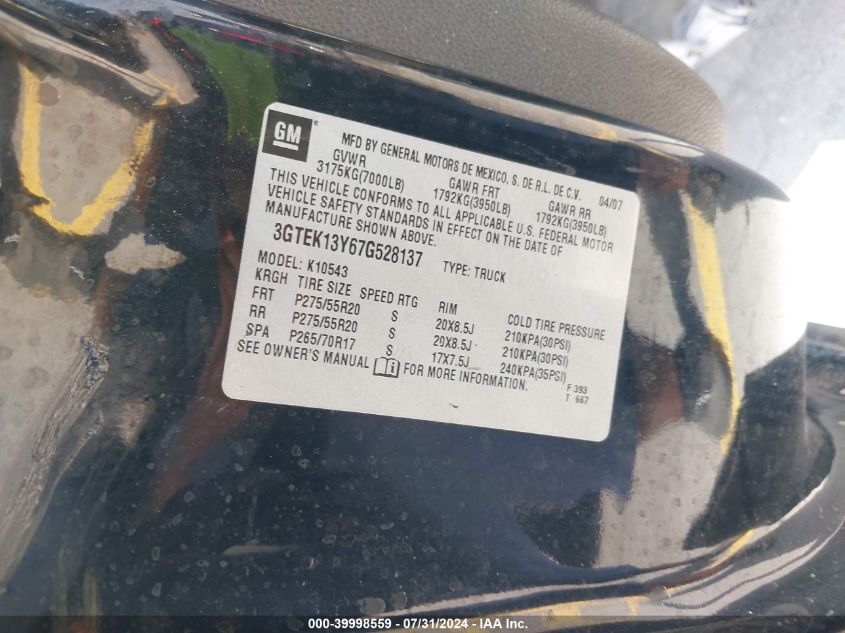 GM
MFD BY GENERAL MOTORS DE MEXICO, S. DE R.L. DE C.V. 04/07
GVWR GAWR FRT GAWR RR
3175KG(7000LB) 1792KG(3950LB) 1792KG(3950LB)
THIS VEHICLE CONFORMS TO ALL APPLICABLE U.S. FEDERAL MOTOR
VEHICLE SAFETY STANDARDS IN EFFECT ON THE DATE OF
MANUFACTURE SHOWN ABOVE.
3GTEK13Y67G528137 TYPE: TRUCK
MODEL: K10543
KRGH TIRE SIZE SPEED RTG RIM COLD TIRE PRESSURE
FRT P275/55R20 S 20X8.5J 210KPA(30PSI)
RR P275/55R20 S 20X8.5J 210KPA(30PSI)
SPA P265/70R17 S 17X7.5J 240KPA(35PSI)
SEE OWNER'S MANUAL FOR MORE INFORMATION.
F 393
T 667
000-39998559 / 07/31/2024 - IAA Inc.